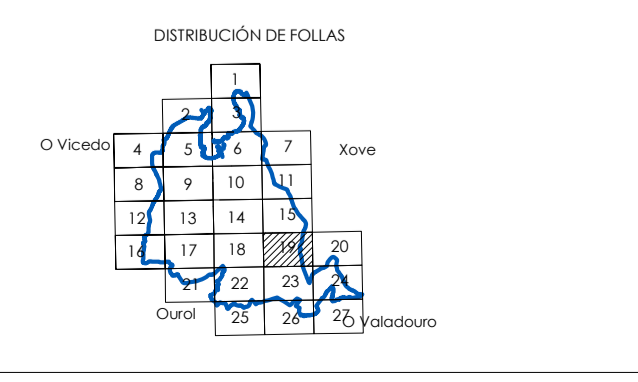 DISTRIBUCIÓN DE FOLLAS
1
2 3
O Vicedo 4 5 6 7 Xove
8 9 10 11
12 13 14 15
16 17 18 19 20
21 22 23 24
Ourol 25 26 27 O Valadouro